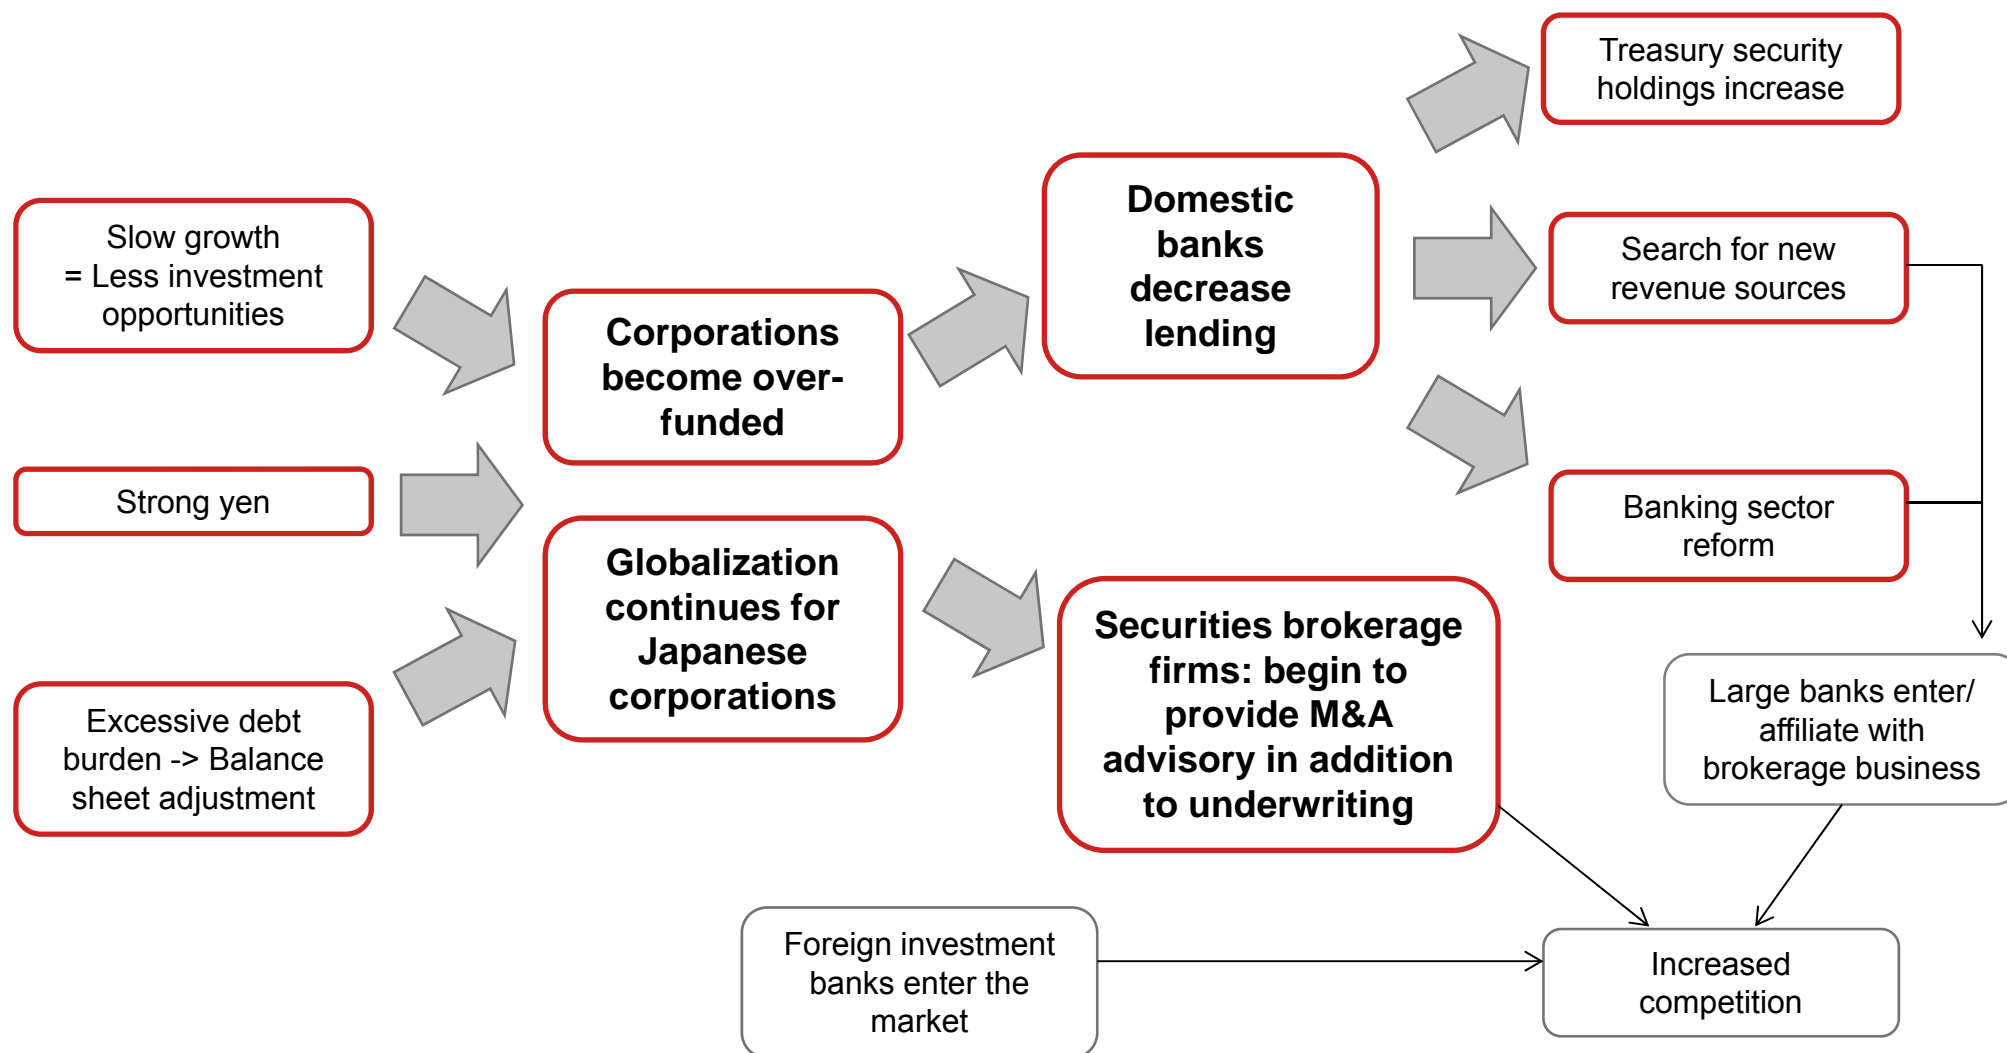 Treasury security
holdings increase
Slow growth
= Less investment
opportunities
Domestic
banks
decrease
lending
Search for new
revenue sources
Corporations
become over-
funded
Strong yen
Banking sector
reform
Globalization
continues for
Japanese
corporations
Securities brokerage
firms: begin to
provide M&A
advisory in addition
to underwriting
Excessive debt
burden -> Balance
sheet adjustment
Large banks enter/
affiliate with
brokerage business
Foreign investment
banks enter the
market
Increased
competition